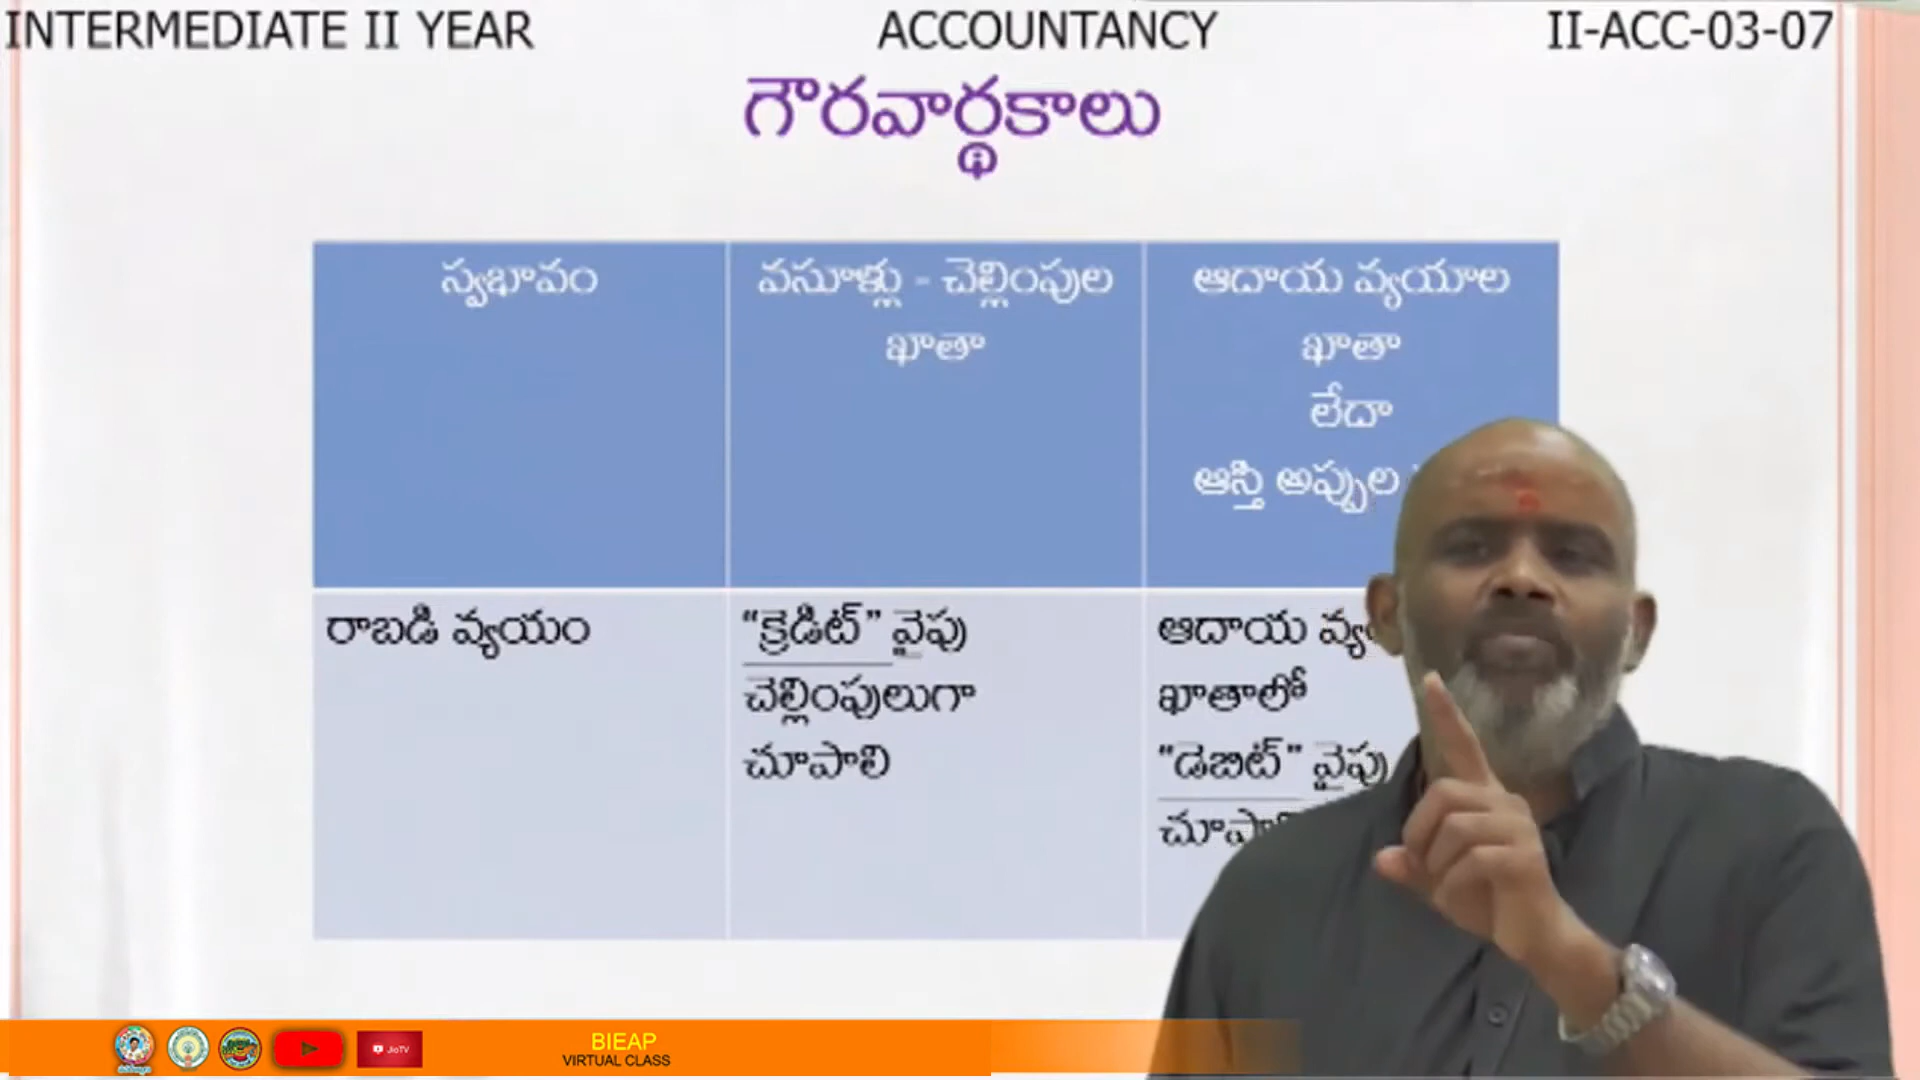 INTERMEDIATE II YEAR ACCOUNTANCY II-ACC-03-07
గౌరవార్థకాలు
స్వభావం
వసూళ్లు - చెల్లింపుల
ఖాతా
ఆదాయ వ్యయాల
ఖాతా
లేదా
ఆస్తి అప్పుల
రాబడి వ్యయం
"క్రెడిట్" వైపు
చెల్లింపులుగా
చూపాలి
ఆదాయ
ఖాతాలో
"డెబిట్" వైపు
JioTV
BIEAP
VIRTUAL CLASS